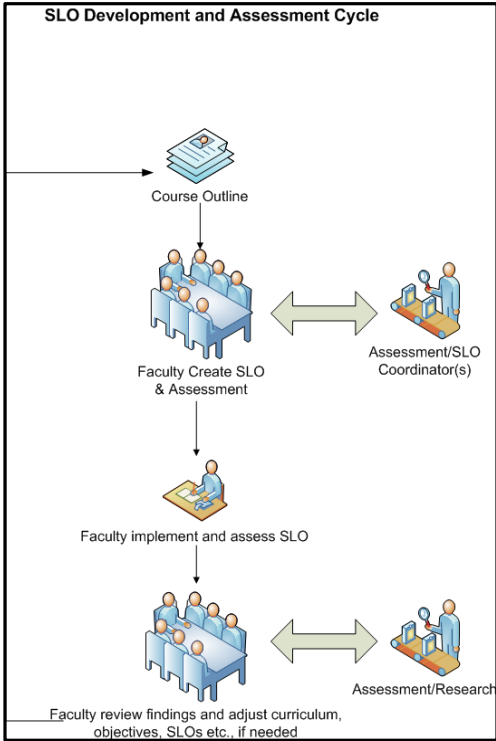 SLO Development and Assessment Cycle
Course Outline
Faculty Create SLO
& Assessment
Assessment/SLO
Coordinator(s)
Faculty implement and assess SLO
Assessment/Research
Faculty review findings and adjust curriculum,
objectives, SLOs etc., if needed